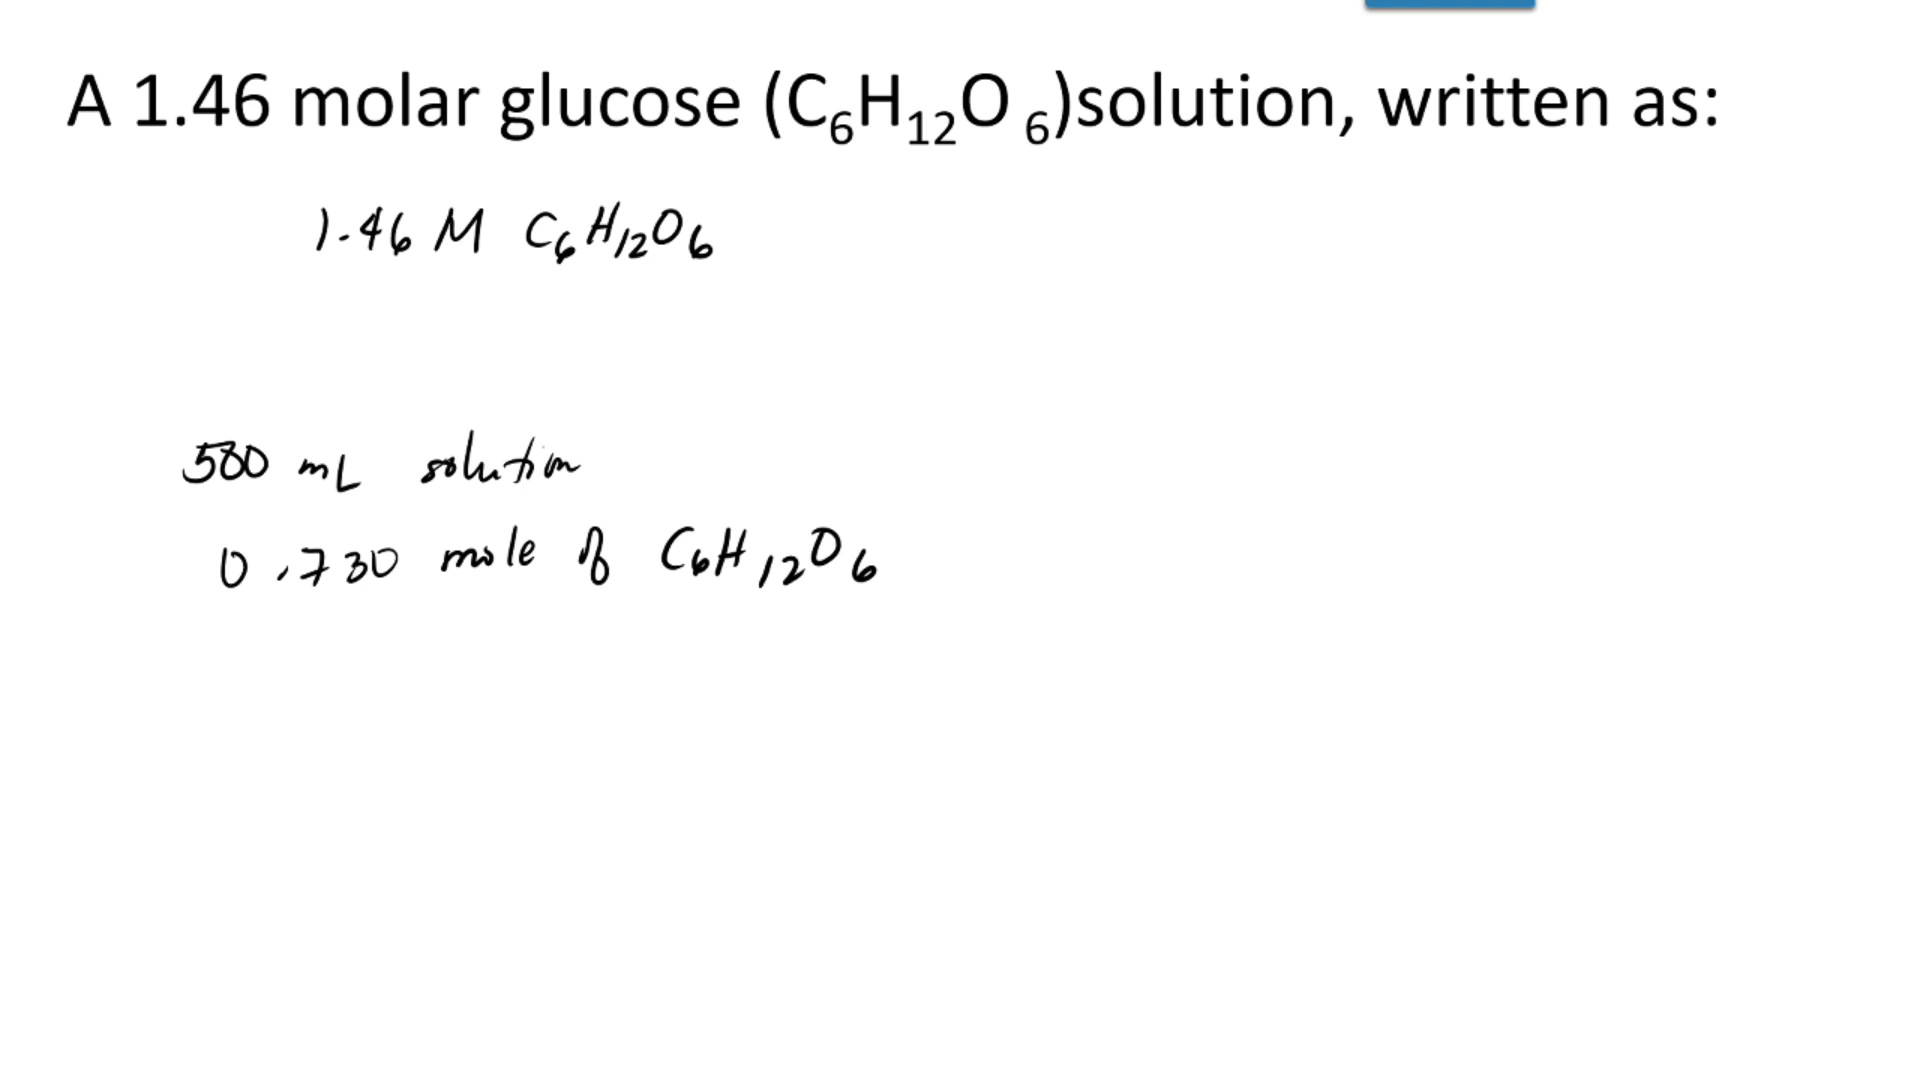 A 1.46 molar glucose (C₆H₁₂O ₆)solution, written as:
1.46 M C₆H₁₂O₆
500 mL solution
0.730 mole of C₆H₁₂O₆